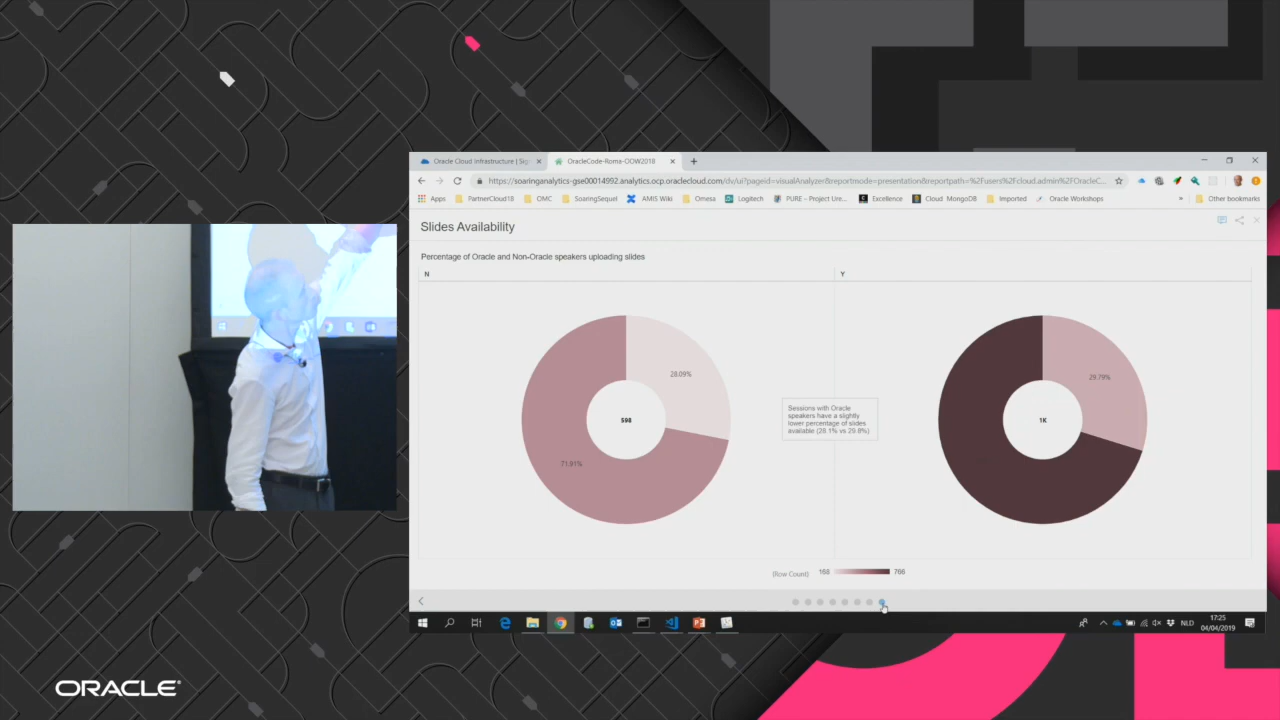 Oracle Cloud Infrastructure | Sig
OracleCode-Roma-OOW2018
https://soaringanalytics-gse00014992.analytics.ocp.oraclecloud.com/dv/ui?pageid=visualAnalyzer&reportmode=presentation&reportpath=%2Fusers%2Fcloud.admin%2FOracleC...
Apps PartnerCloud18 OMC SoaringSequel AMIS Wiki Omesa Logitech PURE – Project Ure... Excellence Cloud MongoDB Imported Oracle Workshops » Other bookmarks
Slides Availability
Percentage of Oracle and Non-Oracle speakers uploading slides
N
Y
28.09%
598
71.91%
Sessions with Oracle
speakers have a slightly
lower percentage of slides
available (28.1% vs 29.8%)
29.79%
1K
(Row Count) 168 766
NLD
17:25
04/04/2019
ORACLE